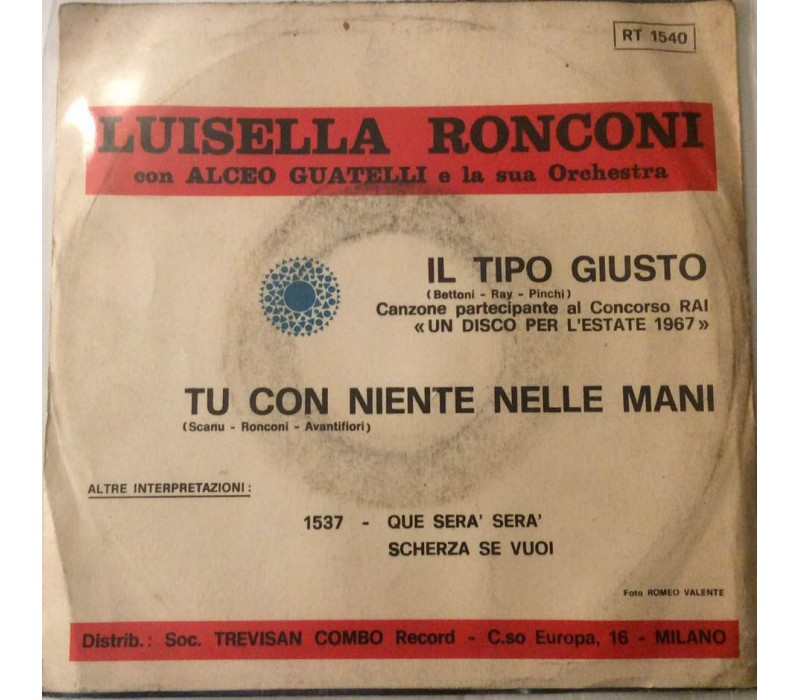 RT 1540
LUISELLA RONCONI
con ALCEO GUATELLI e la sua Orchestra
IL TIPO GIUSTO
(Bettoni - Ray - Pinchi)
Canzone partecipante al Concorso RAI
«UN DISCO PER L'ESTATE 1967»
TU CON NIENTE NELLE MANI
(Scanu - Ronconi - Avantifiori)
ALTRE INTERPRETAZIONI:
1537 - QUE SERA' SERA'
SCHERZA SE VUOI
Foto ROMEO VALENTE
Distrib.: Soc. TREVISAN COMBO Record - C.so Europa, 16 - MILANO